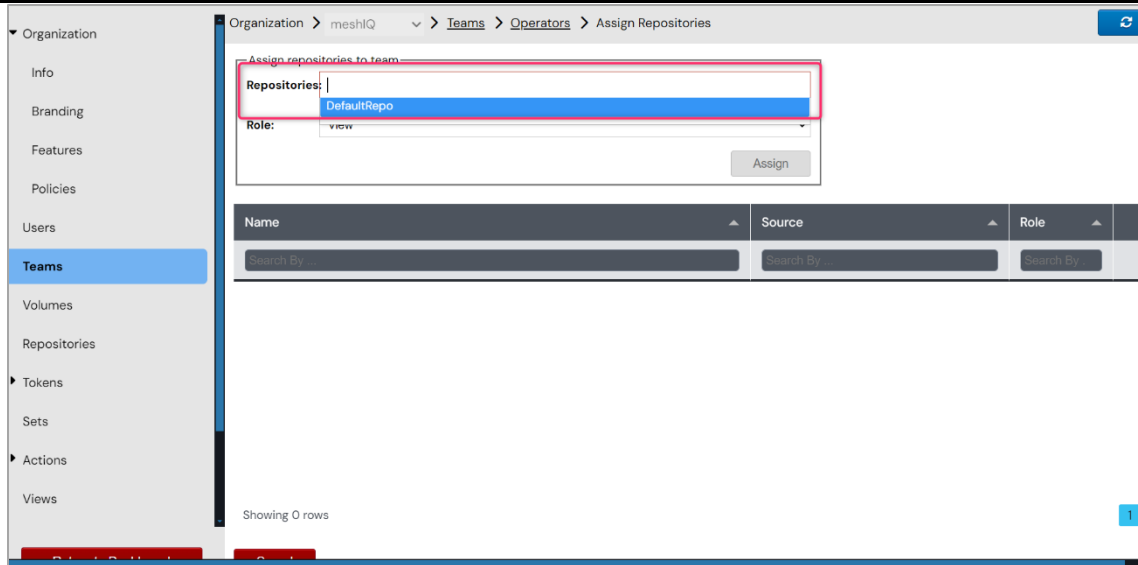 Organization
Info
Branding
Features
Policies
Users
Teams
Volumes
Repositories
Tokens
Sets
Actions
Views
Organization > meshIQ > Teams > Operators > Assign Repositories
Assign repositories to team
Repositories:
DefaultRepo
Role: View
Assign
Name Source Role
Search By ... Search By ... Search By .
Showing 0 rows 1